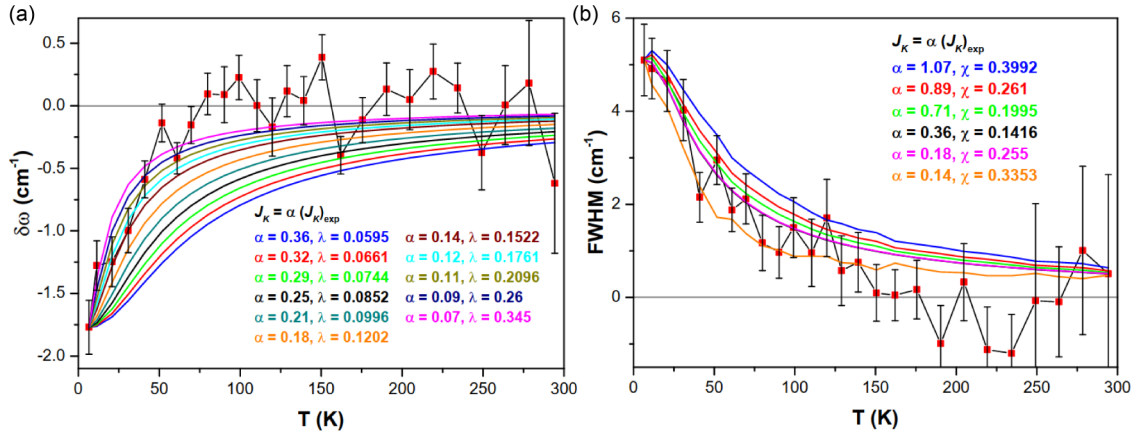 (a)
0.5
0.0
-0.5
-1.0
-1.5
-2.0
δω (cm⁻¹)
J_K = α (J_K)_exp
α = 0.36, λ = 0.0595 α = 0.14, λ = 0.1522
α = 0.32, λ = 0.0661 α = 0.12, λ = 0.1761
α = 0.29, λ = 0.0744 α = 0.11, λ = 0.2096
α = 0.25, λ = 0.0852 α = 0.09, λ = 0.26
α = 0.21, λ = 0.0996 α = 0.07, λ = 0.345
α = 0.18, λ = 0.1202
0 50 100 150 200 250 300
T (K)
(b)
6
4
2
0
FWHM (cm⁻¹)
J_K = α (J_K)_exp
α = 1.07, χ = 0.3992
α = 0.89, χ = 0.261
α = 0.71, χ = 0.1995
α = 0.36, χ = 0.1416
α = 0.18, χ = 0.255
α = 0.14, χ = 0.3353
0 50 100 150 200 250 300
T (K)